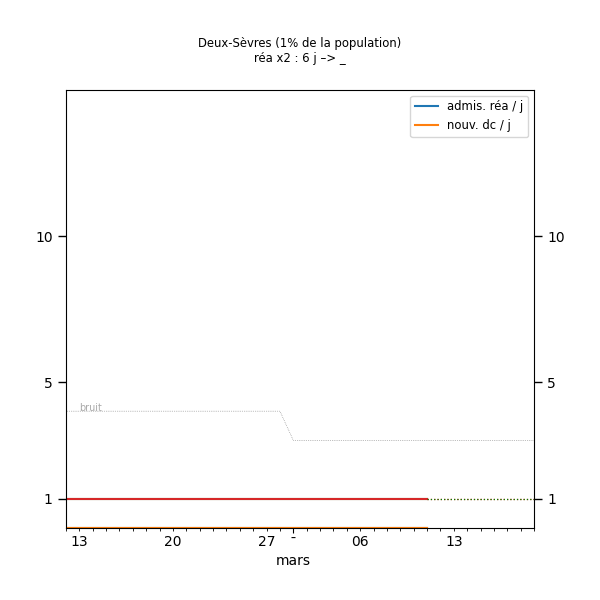 Deux-Sèvres (1% de la population)
réa x2 : 6 j –> _
admis. réa / j
nouv. dc / j
10 10
5 5
bruit
1 1
13 20 27 - 06 13
mars